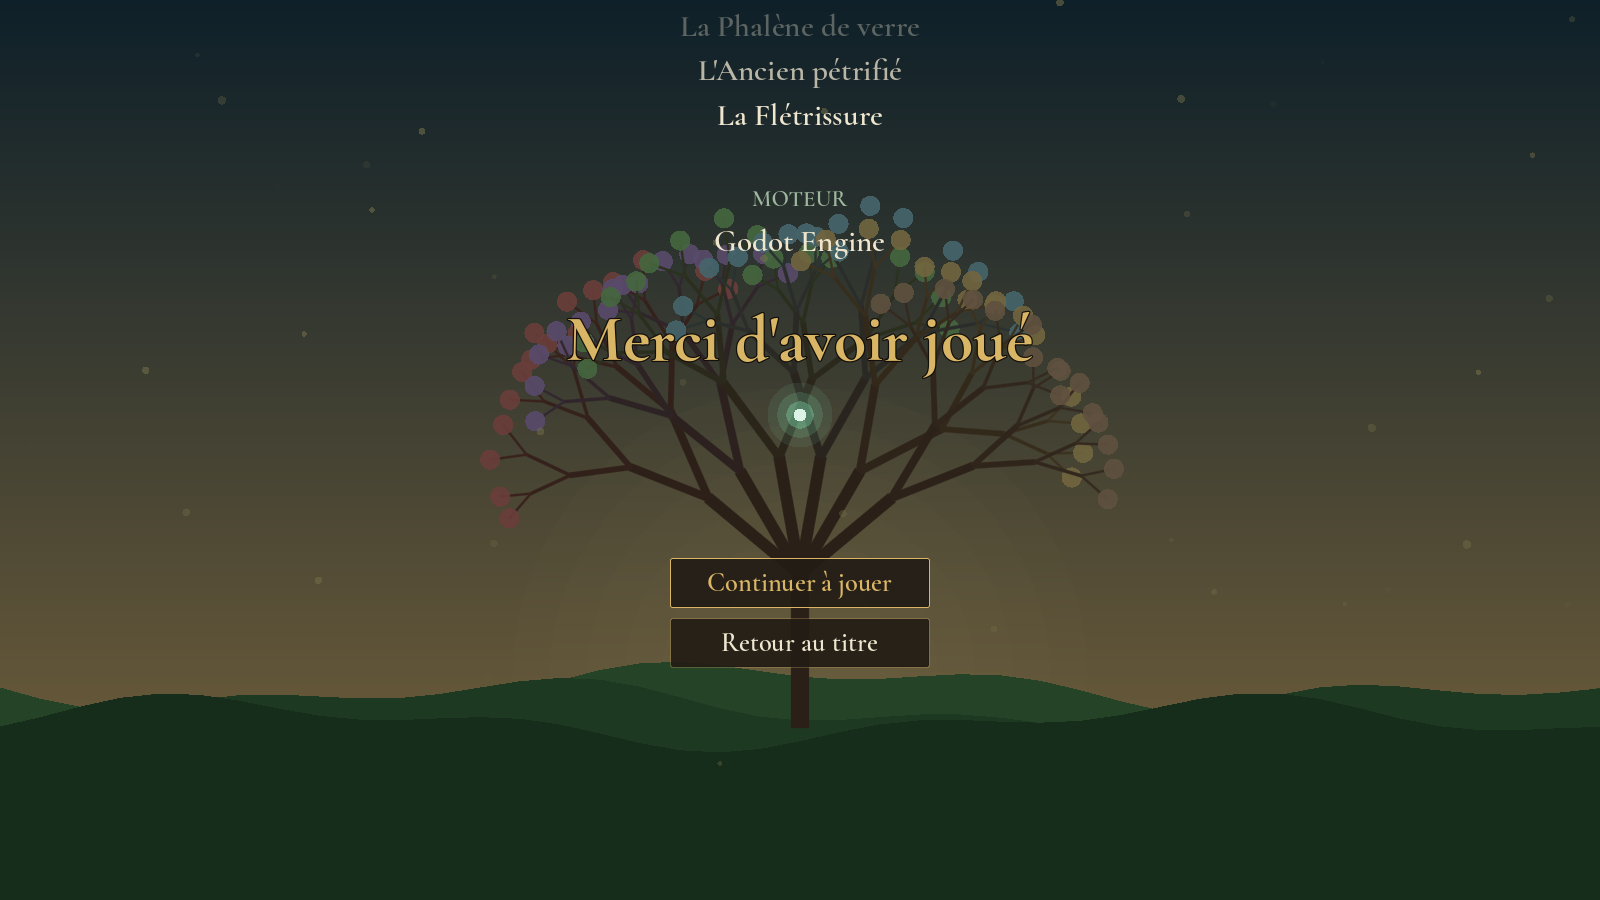 La Phalène de verre
L'Ancien pétrifié
La Flétrissure
MOTEUR
Godot Engine
Merci d'avoir joué
Continuer à jouer
Retour au titre